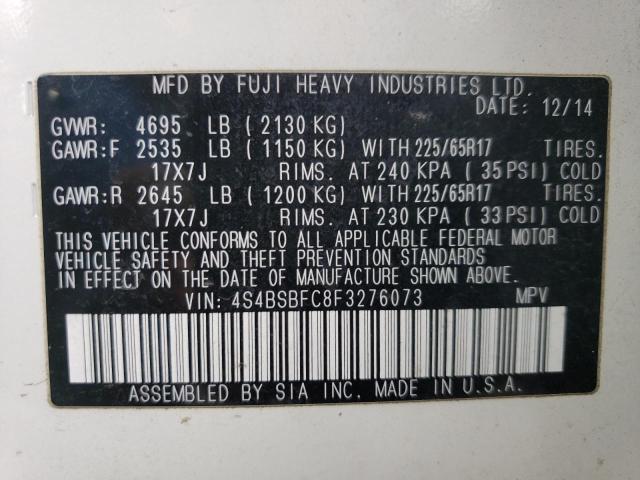 MFD BY FUJI HEAVY INDUSTRIES LTD.
DATE: 12/14
GVWR: 4695 LB (2130 KG)
GAWR:F 2535 LB (1150 KG) WITH 225/65R17 TIRES.
17X7J RIMS. AT 240 KPA (35 PSI) COLD
GAWR:R 2645 LB (1200 KG) WITH 225/65R17 TIRES.
17X7J RIMS. AT 230 KPA (33 PSI) COLD
THIS VEHICLE CONFORMS TO ALL APPLICABLE FEDERAL MOTOR
VEHICLE SAFETY AND THEFT PREVENTION STANDARDS
IN EFFECT ON THE DATE OF MANUFACTURE SHOWN ABOVE.
VIN: 4S4BSBFC8F3276073 MPV
ASSEMBLED BY SIA INC. MADE IN U.S.A.